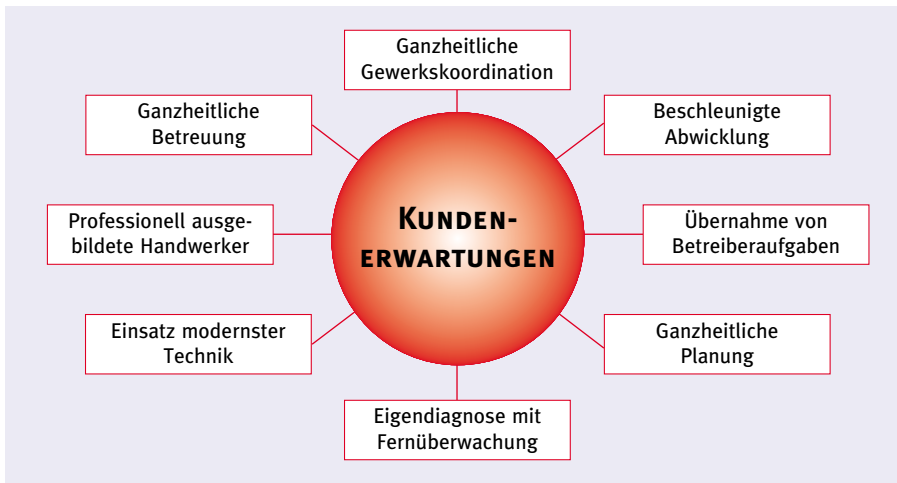 Ganzheitliche
Gewerkskoordination
Ganzheitliche
Betreuung
Beschleunigte
Abwicklung
Professionell ausge-
bildete Handwerker
KUNDEN-
ERWARTUNGEN
Übernahme von
Betreiberaufgaben
Einsatz modernster
Technik
Ganzheitliche
Planung
Eigendiagnose mit
Fernüberwachung